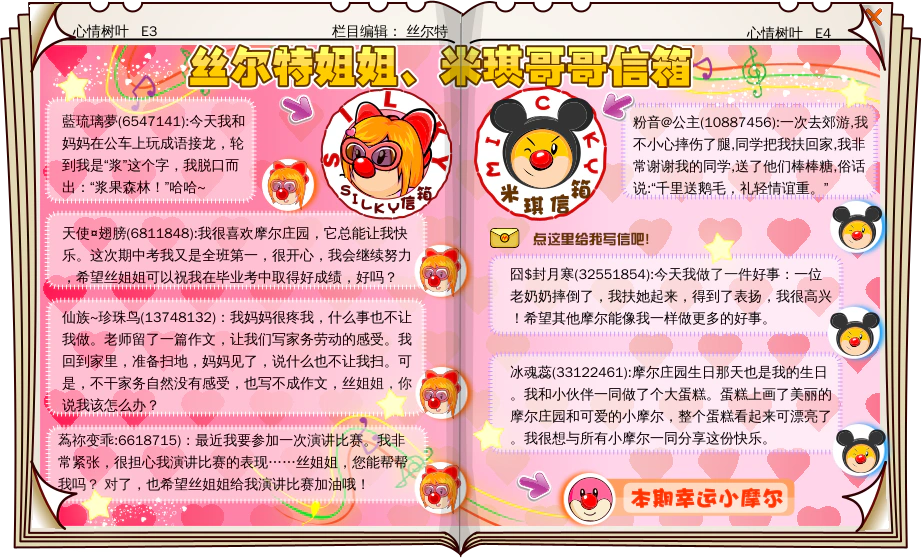 心情树叶 E3
栏目编辑： 丝尔特
心情树叶 E4
丝尔特姐姐、米琪哥哥信箱
藍琉璃夢(6547141):今天我和
妈妈在公车上玩成语接龙，轮
到我是“浆”这个字，我脱口而
出：“浆果森林！”哈哈~
SILKY
SILKY信箱
天使¤翅膀(6811848):我很喜欢摩尔庄园，它总能让我快
乐。这次期中考我又是全班第一，很开心，我会继续努力
，希望丝姐姐可以祝我在毕业考中取得好成绩，好吗？
仙族~珍珠鸟(13748132)：我妈妈很疼我，什么事也不让
我做。老师留了一篇作文，让我们写家务劳动的感受。我
回到家里，准备扫地，妈妈见了，说什么也不让我扫。可
是，不干家务自然没有感受，也写不成作文，丝姐姐，你
说我该怎么办？
蒍祢变乖:6618715)：最近我要参加一次演讲比赛。我非
常紧张，很担心我演讲比赛的表现……丝姐姐，您能帮帮
我吗？ 对了，也希望丝姐姐给我演讲比赛加油哦！
MICKY
米琪信箱
粉音@公主(10887456):一次去郊游,我
不小心摔伤了腿,同学把我扶回家,我非
常谢谢我的同学,送了他们棒棒糖,俗话
说:“千里送鹅毛，礼轻情谊重。”
点这里给我写信吧!
囧$封月寒(32551854):今天我做了一件好事：一位
老奶奶摔倒了，我扶她起来，得到了表扬，我很高兴
！希望其他摩尔能像我一样做更多的好事。
冰魂蕊(33122461):摩尔庄园生日那天也是我的生日
。我和小伙伴一同做了个大蛋糕。蛋糕上画了美丽的
摩尔庄园和可爱的小摩尔，整个蛋糕看起来可漂亮了
。我很想与所有小摩尔一同分享这份快乐。
本期幸运小摩尔